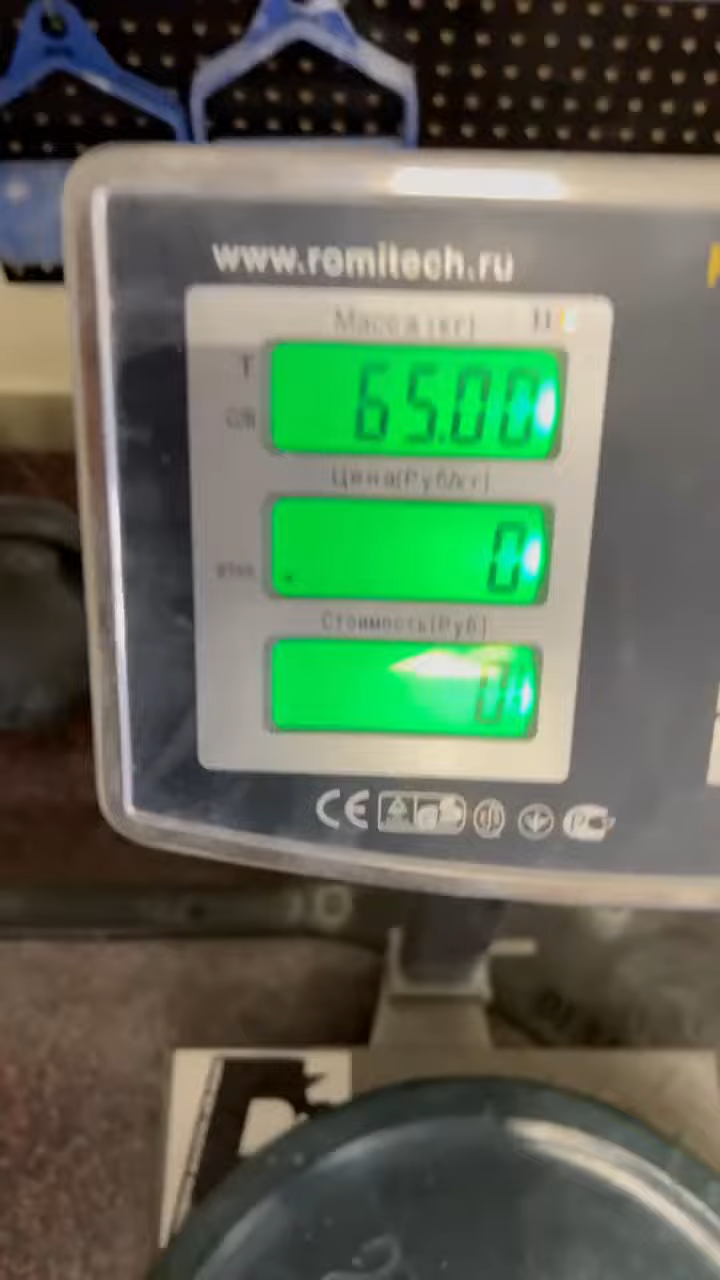 www.romitech.ru
Масса (кг)
T
65.00
Цена(Руб/кг)
0
Стоимость(Руб)
0
CE